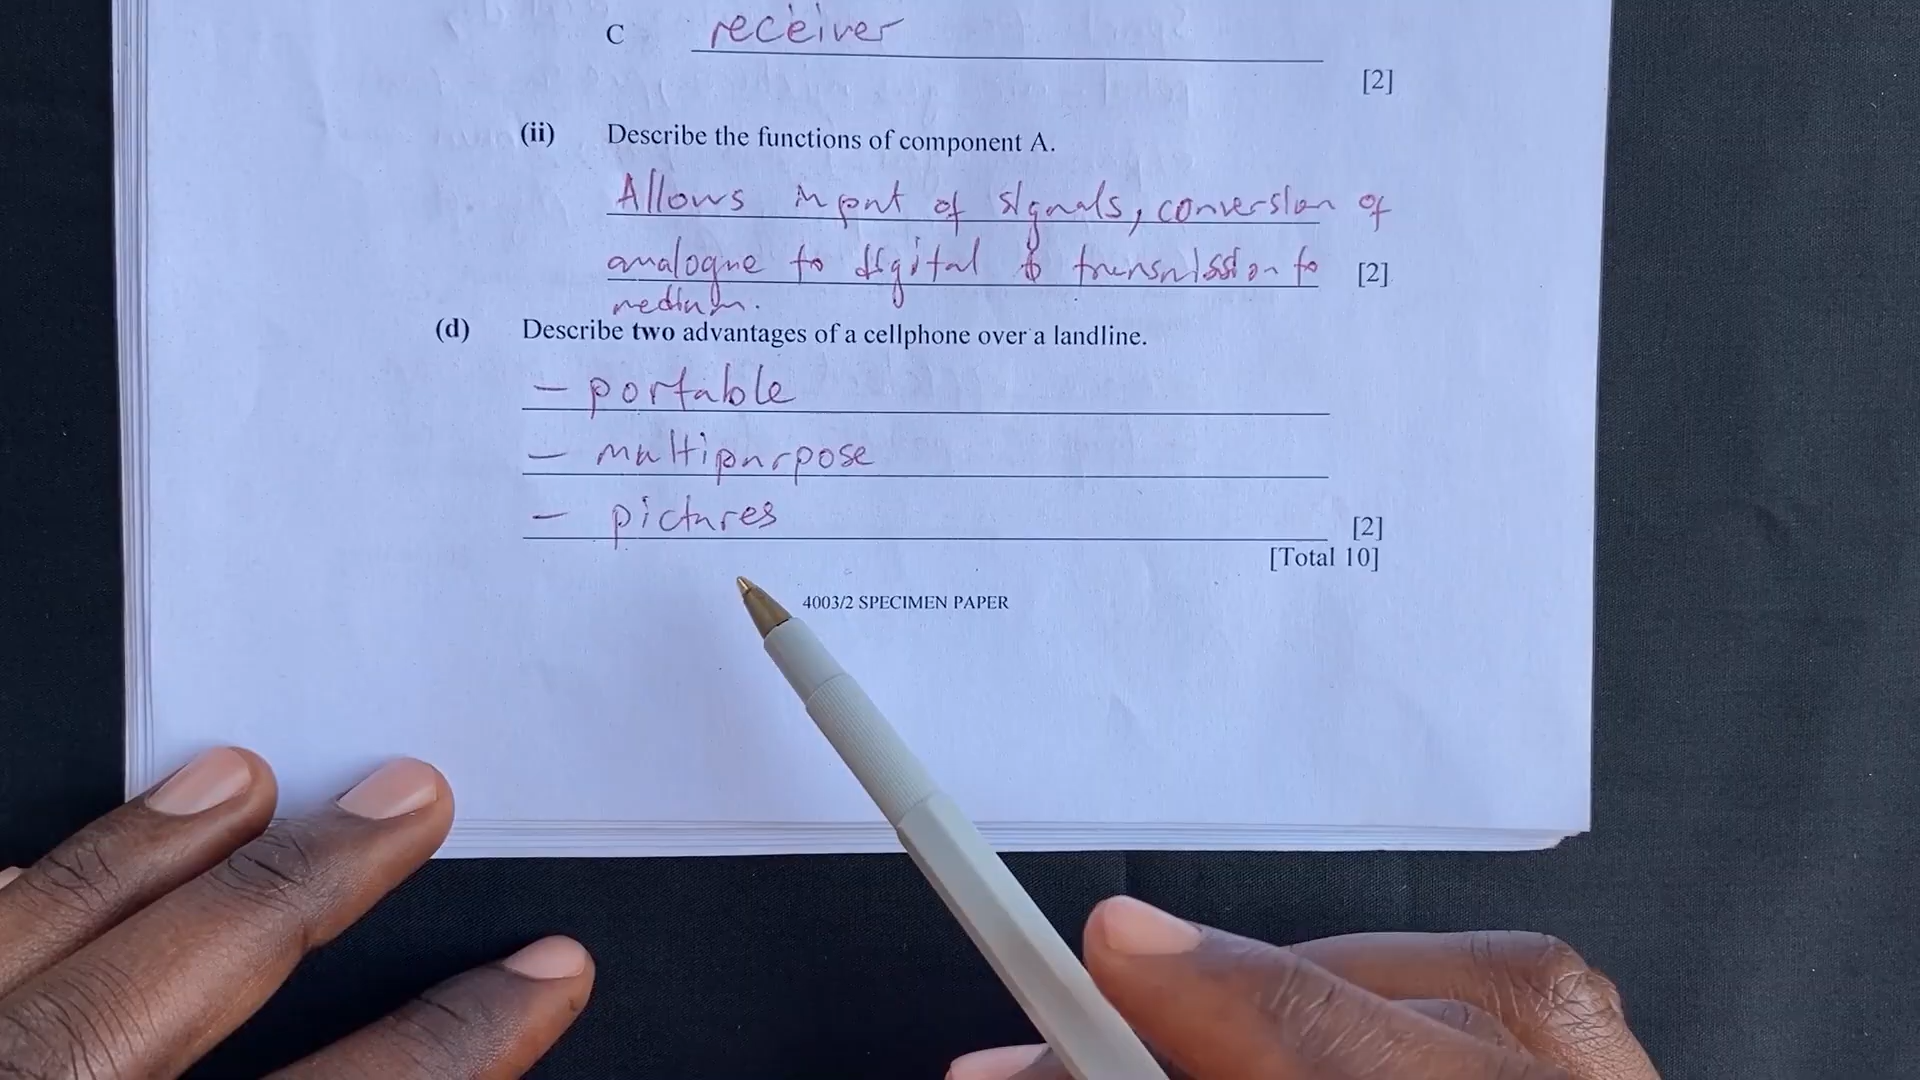 C receiver
[2]
(ii) Describe the functions of component A.
Allows input of signals, conversion of
analogue to digital & transmission to [2]
medium.
(d) Describe two advantages of a cellphone over a landline.
- portable
- multipurpose
- pictures
[2]
[Total 10]
4003/2 SPECIMEN PAPER